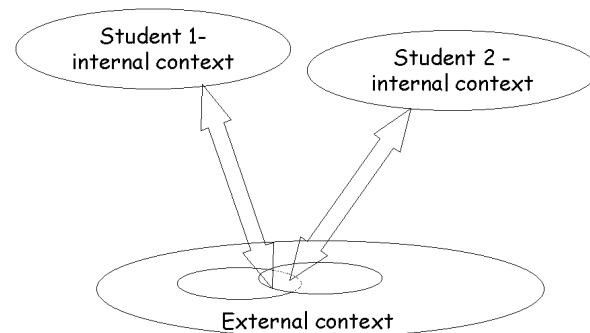 Student 1-
internal context
Student 2 -
internal context
External context